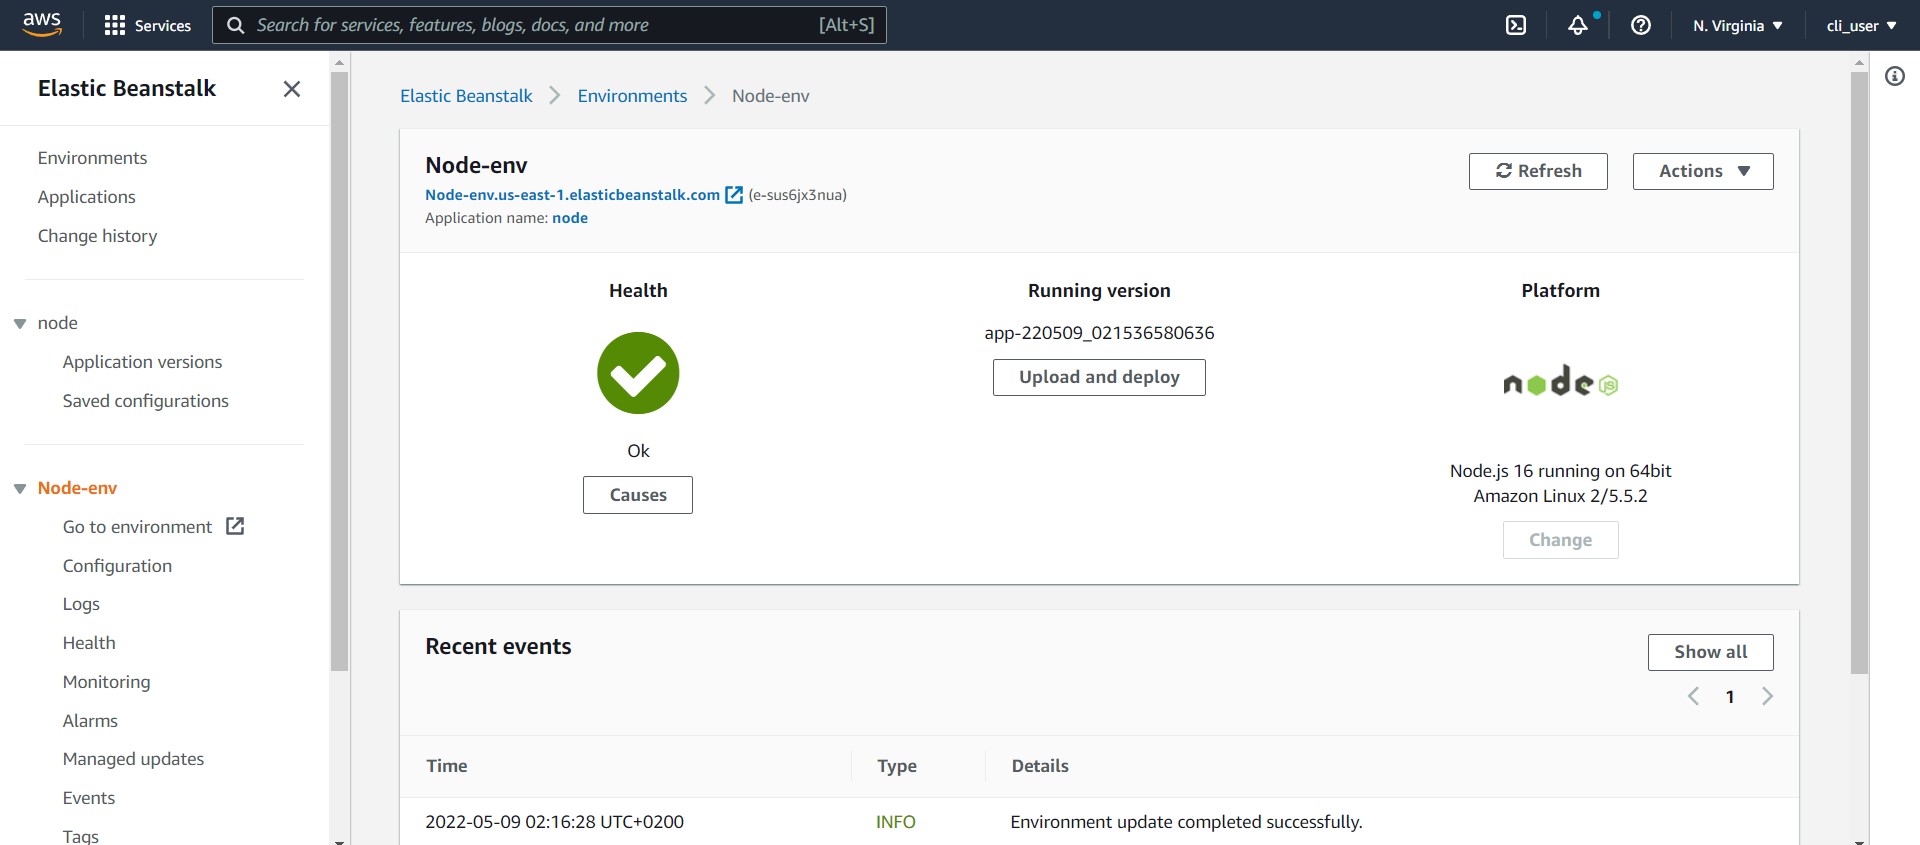 aws
Services
Search for services, features, blogs, docs, and more
[Alt+S]
N. Virginia
cli_user
Elastic Beanstalk
Environments
Applications
Change history
node
Application versions
Saved configurations
Node-env
Go to environment
Configuration
Logs
Health
Monitoring
Alarms
Managed updates
Events
Tags
Elastic Beanstalk
Environments
Node-env
Node-env
Node-env.us-east-1.elasticbeanstalk.com (e-sus6jx3nua)
Application name: node
Refresh
Actions
Health
Ok
Causes
Running version
app-220509_021536580636
Upload and deploy
Platform
node JS
Node.js 16 running on 64bit
Amazon Linux 2/5.5.2
Change
Recent events
Show all
1
Time
Type
Details
2022-05-09 02:16:28 UTC+0200
INFO
Environment update completed successfully.